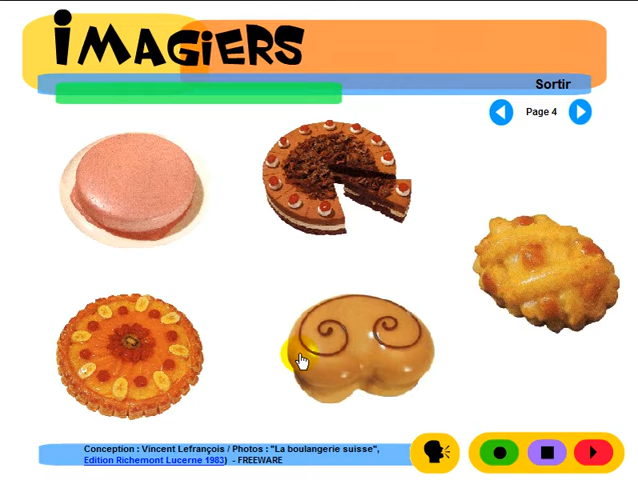 iMAGiERS
Sortir
Page 4
Conception : Vincent Lefrançois / Photos : "La boulangerie suisse",
Edition Richemont Lucerne 1983) - FREEWARE